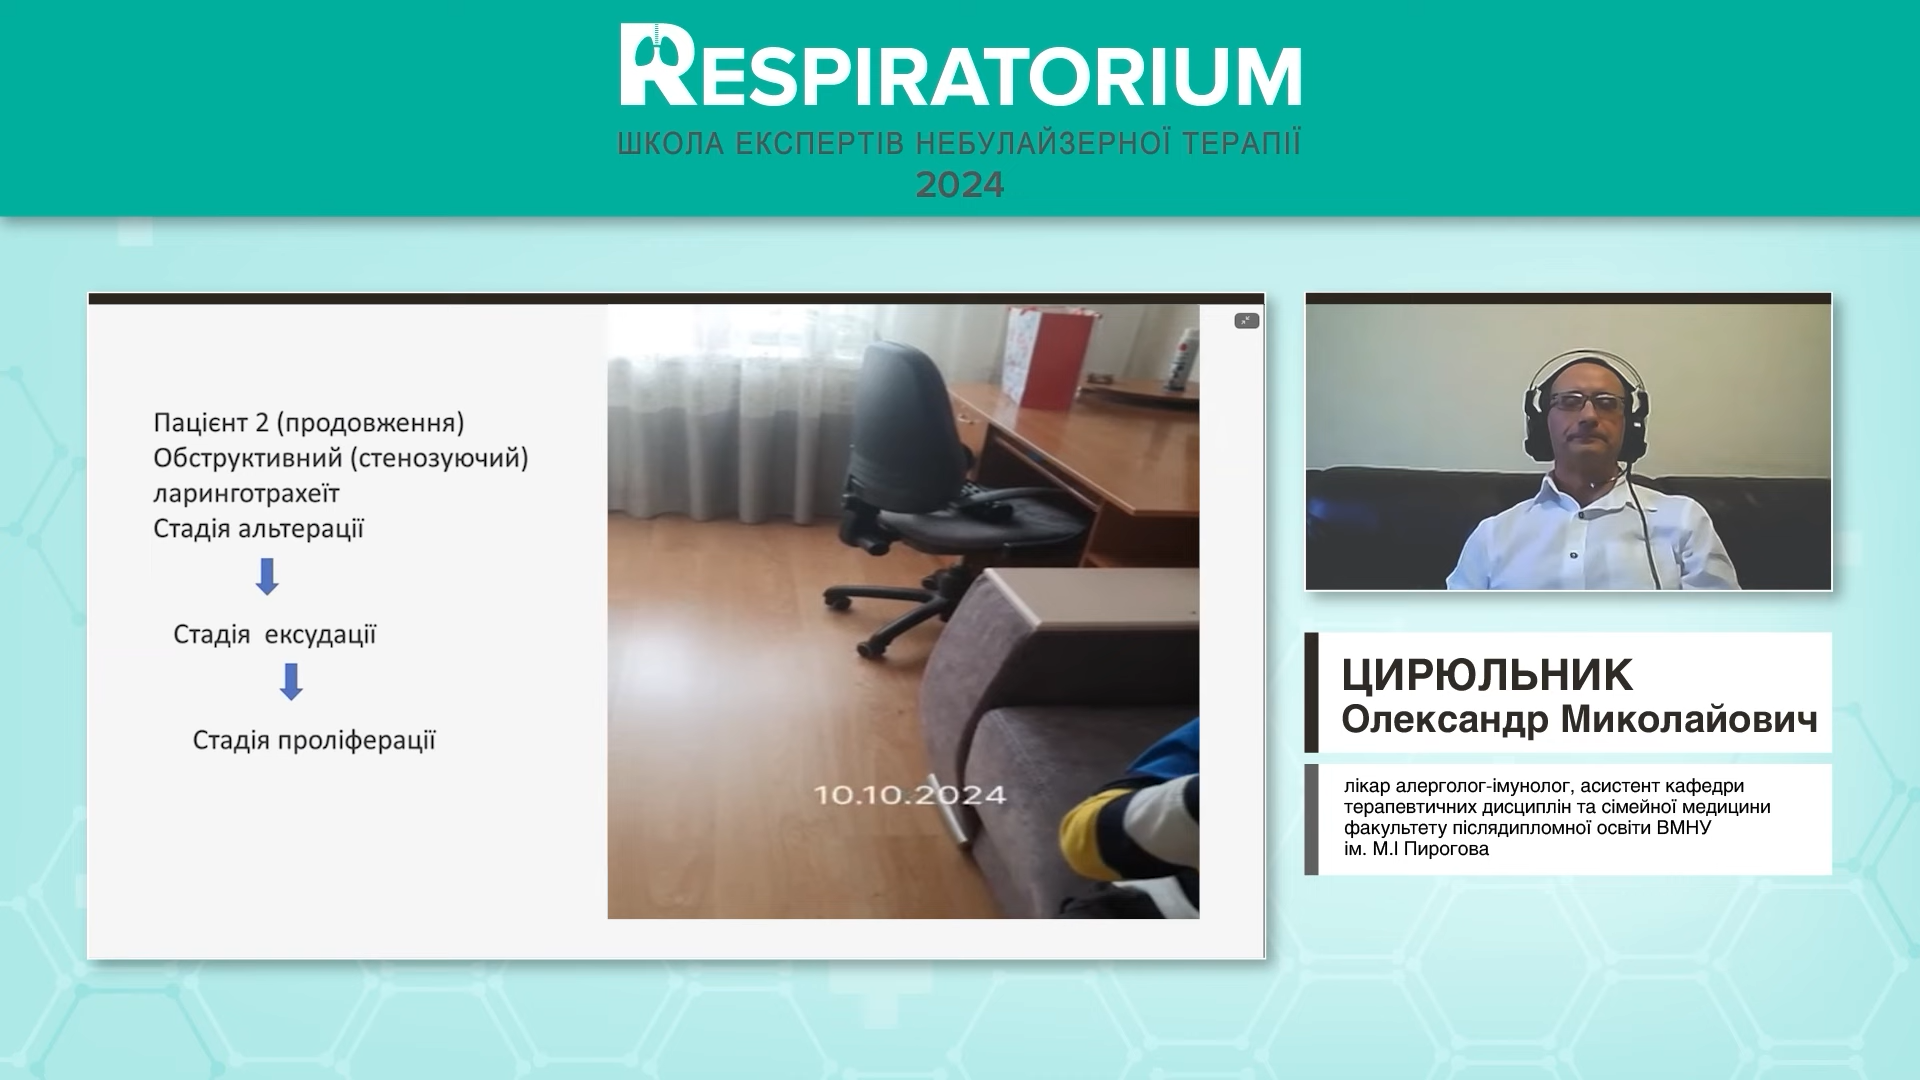 RESPIRATORIUM
ШКОЛА ЕКСПЕРТІВ НЕБУЛАЙЗЕРНОЇ ТЕРАПІЇ
2024
Пацієнт 2 (продовження)
Обструктивний (стенозуючий)
ларинготрахеїт
Стадія альтерації
Стадія ексудації
Стадія проліферації
10.10.2024
ЦИРЮЛЬНИК
Олександр Миколайович
лікар алерголог-імунолог, асистент кафедри
терапевтичних дисциплін та сімейної медицини
факультету післядипломної освіти ВМНУ
ім. М.І Пирогова